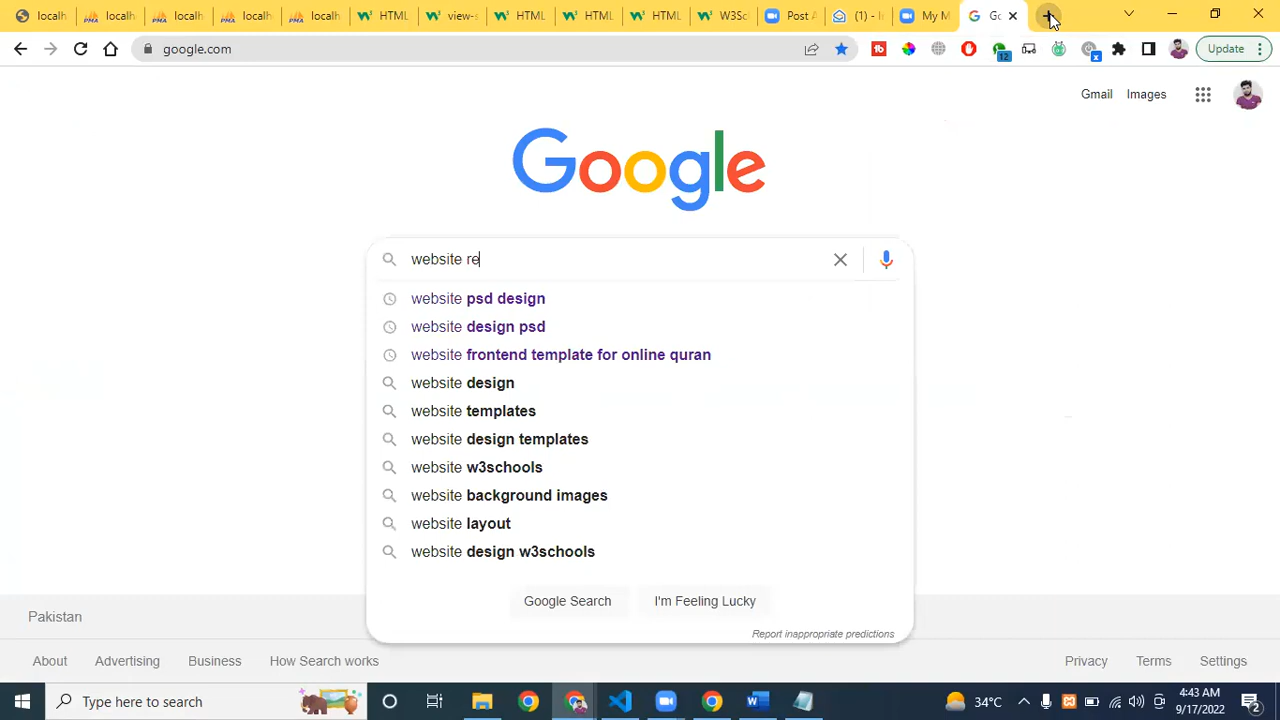 localh
localh
localh
localh
localh
HTML
view-s
HTML
HTML
HTML
W3Sc
Post A
(1) - I
My M
Go
google.com
12
x
Update
Gmail
Images
Google
website re
website psd design
website design psd
website frontend template for online quran
website design
website templates
website design templates
website w3schools
website background images
website layout
website design w3schools
Google Search
I'm Feeling Lucky
Report inappropriate predictions
Pakistan
About
Advertising
Business
How Search works
Privacy
Terms
Settings
Type here to search
34°C
4:43 AM
9/17/2022
2